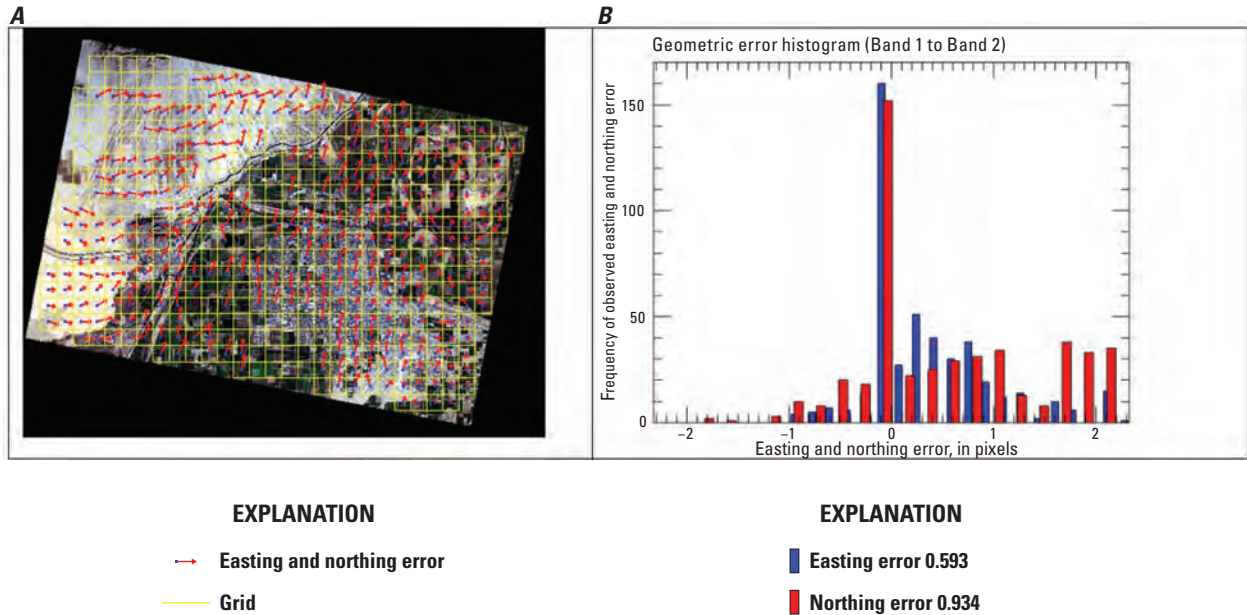 A
B
Geometric error histogram (Band 1 to Band 2)
Frequency of observed easting and northing error
150
100
50
0
−2
−1
0
1
2
Easting and northing error, in pixels
EXPLANATION
Easting and northing error
Grid
EXPLANATION
Easting error 0.593
Northing error 0.934